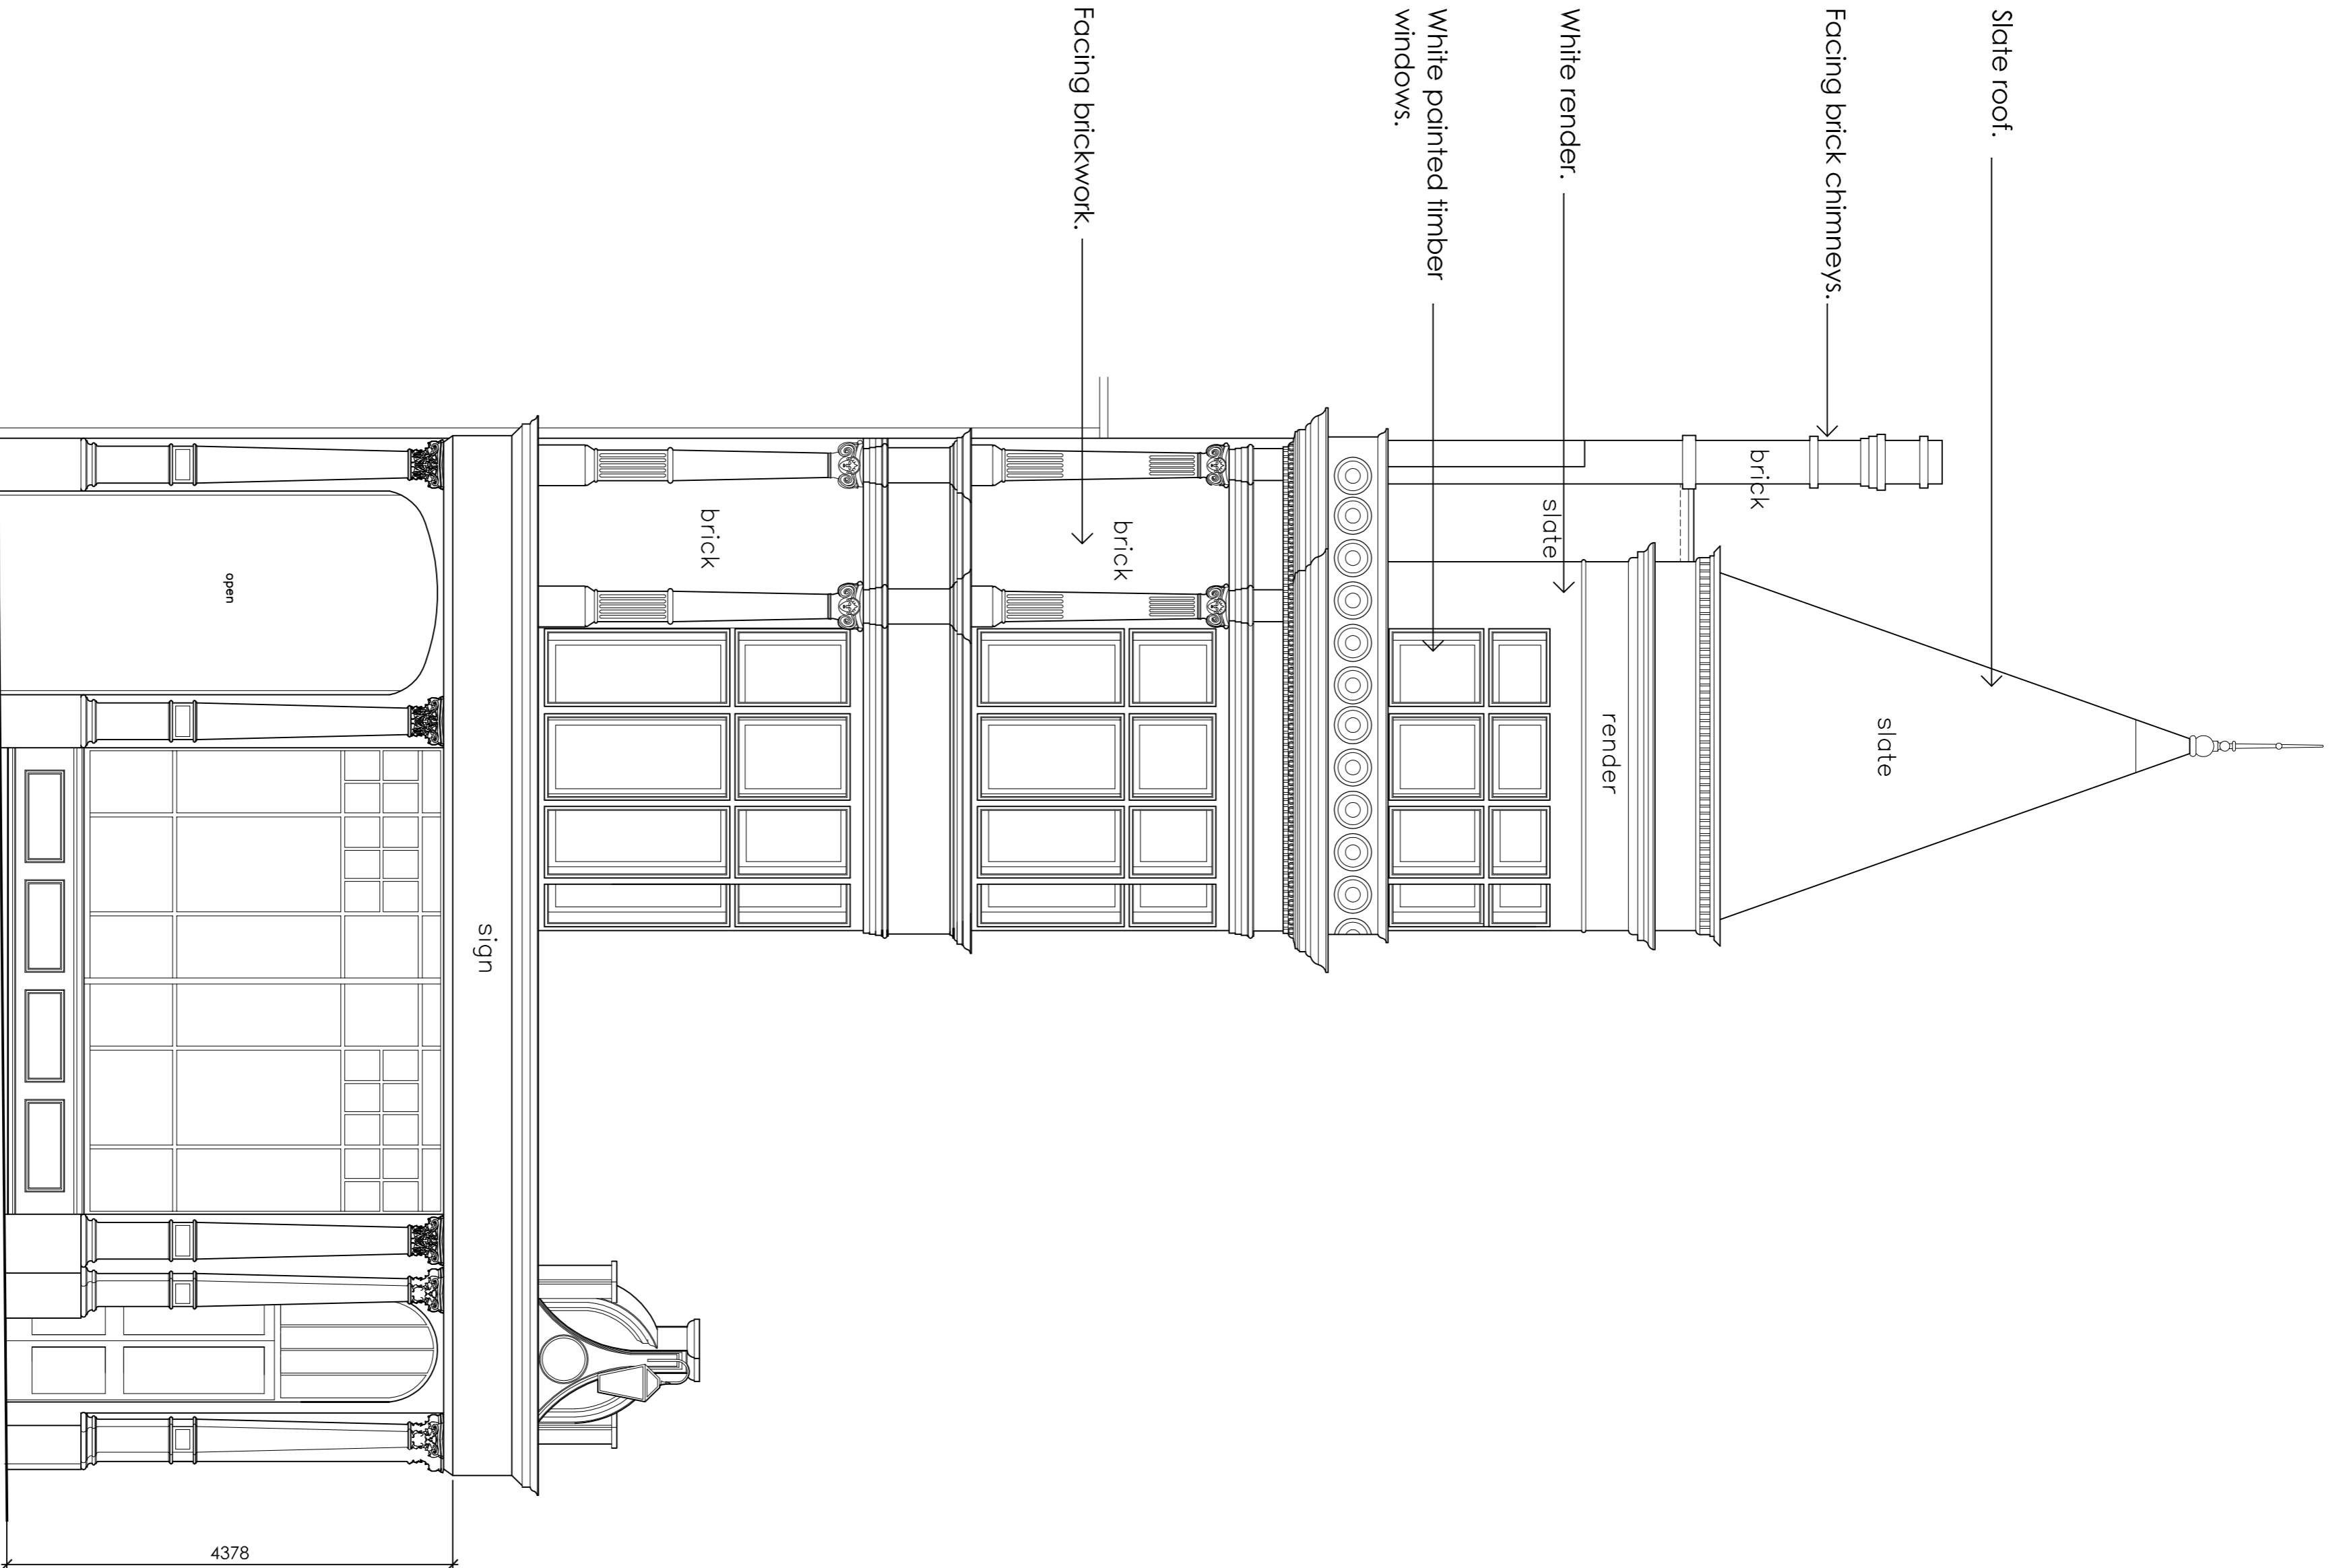 Slate roof.
Facing brick chimneys.
White render.
White painted timber
windows.
Facing brickwork.
slate
brick
slate
render
brick
brick
sign
open
4378